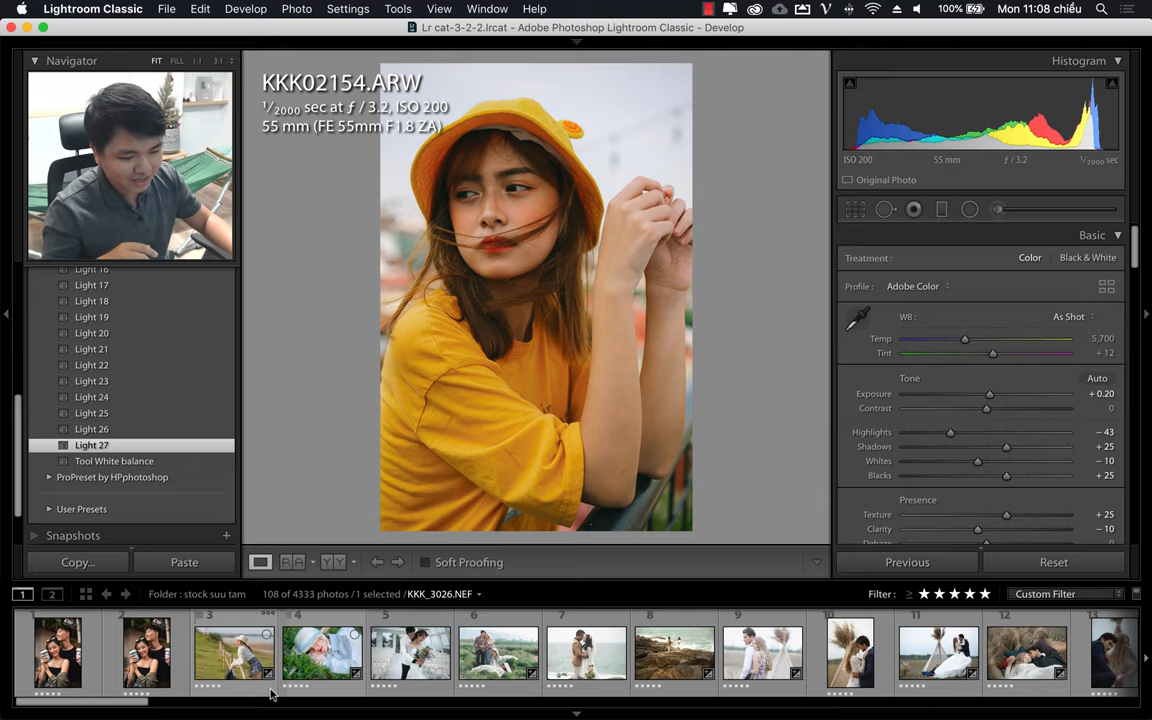 Lightroom Classic File Edit Develop Photo Settings Tools View Window Help 100% Mon 11:08 chiều
Lr cat-3-2-2.lrcat - Adobe Photoshop Lightroom Classic - Develop
Navigator FIT FILL 1:1 3:1
KKK02154.ARW
1/2000 sec at ƒ / 3.2, ISO 200
55 mm (FE 55mm F1.8 ZA)
Light 16
Light 17
Light 18
Light 19
Light 20
Light 21
Light 22
Light 23
Light 24
Light 25
Light 26
Light 27
Tool White balance
ProPreset by HPphotoshop
User Presets
Snapshots +
Copy... Paste
Soft Proofing
Histogram
ISO 200 55 mm ƒ / 3.2 1/2000 sec
Original Photo
Basic
Treatment : Color Black & White
Profile : Adobe Color
WB : As Shot
Temp 5,700
Tint + 12
Tone Auto
Exposure + 0.20
Contrast 0
Highlights − 43
Shadows + 25
Whites − 10
Blacks + 25
Presence
Texture + 25
Clarity − 10
Previous Reset
1 2 Folder : stock suu tam 108 of 4333 photos / 1 selected / KKK_3026.NEF Filter : ≥ ★★★★★ Custom Filter
1 2 3 4 5 6 7 8 9 10 11 12 13